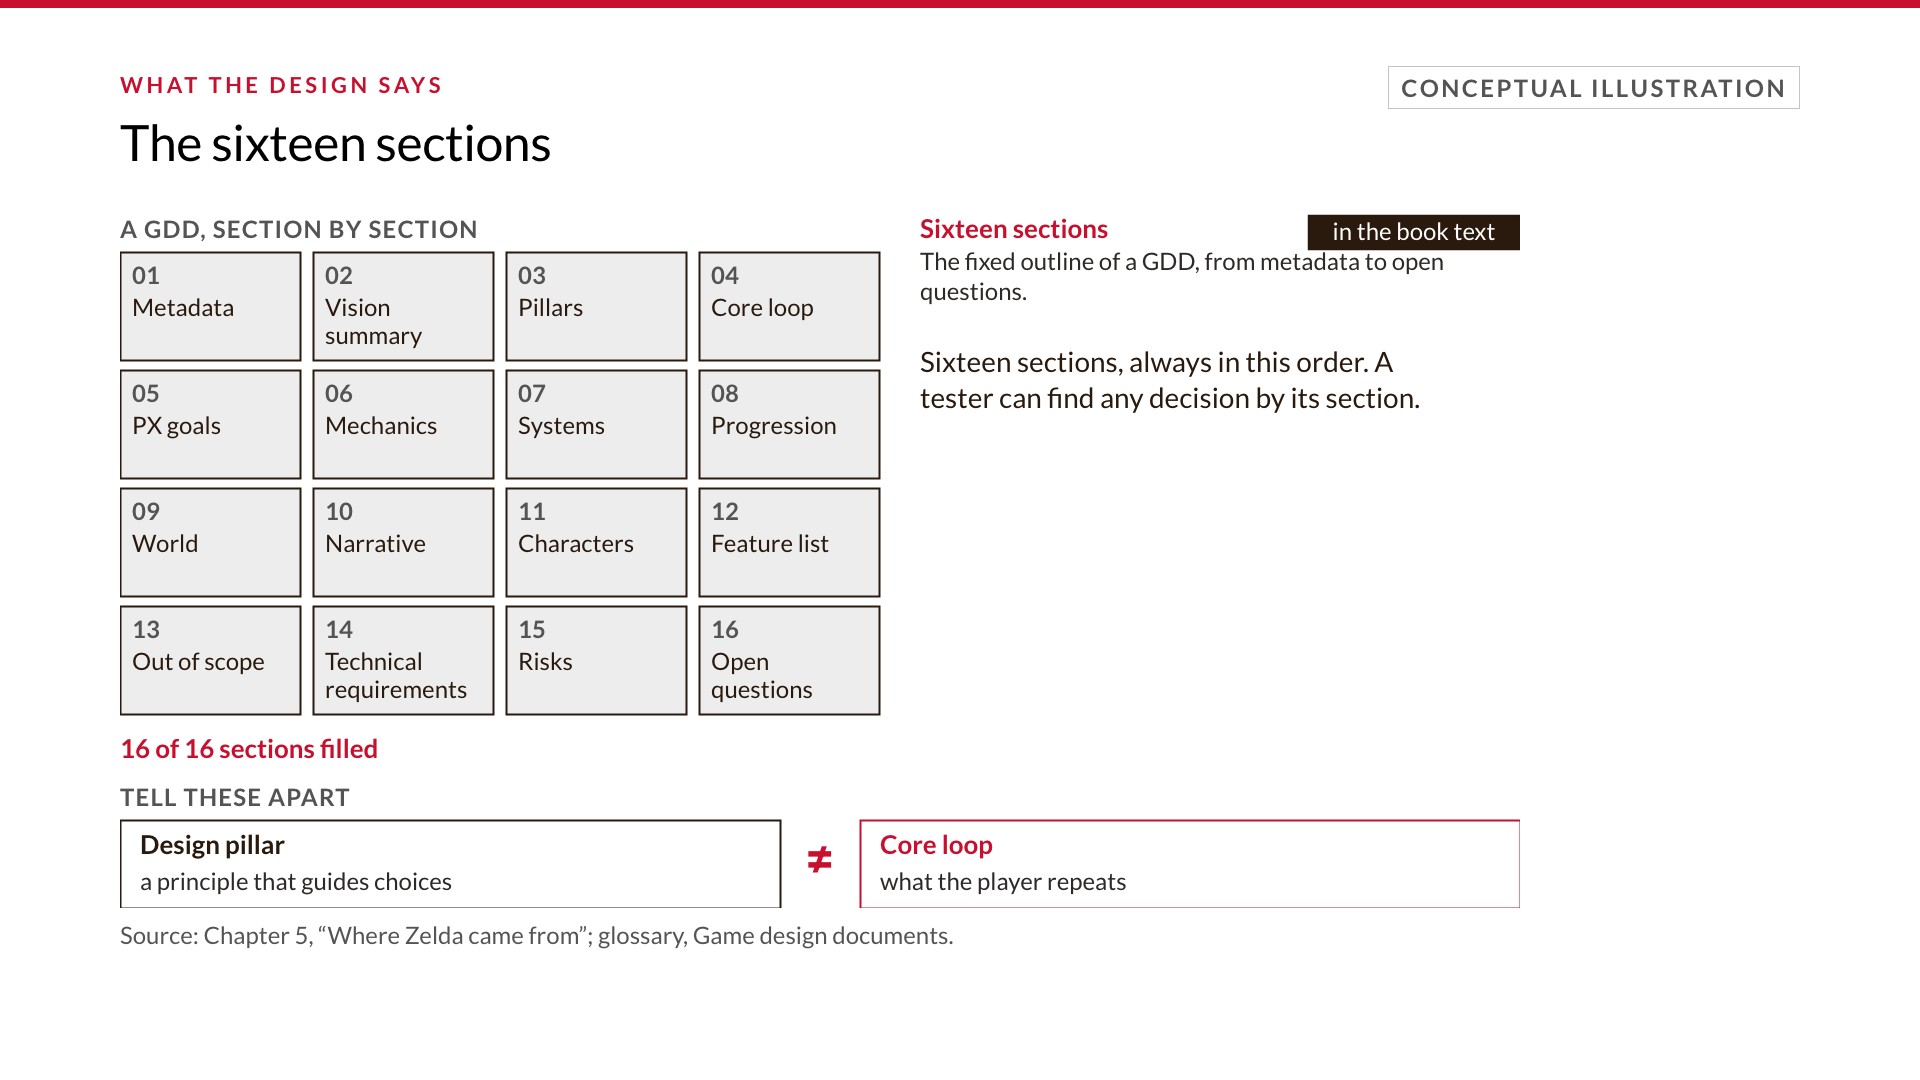 WHAT THE DESIGN SAYS
CONCEPTUAL ILLUSTRATION
The sixteen sections
A GDD, SECTION BY SECTION
01
Metadata
02
Vision
summary
03
Pillars
04
Core loop
05
PX goals
06
Mechanics
07
Systems
08
Progression
09
World
10
Narrative
11
Characters
12
Feature list
13
Out of scope
14
Technical
requirements
15
Risks
16
Open
questions
16 of 16 sections filled
Sixteen sections
in the book text
The fixed outline of a GDD, from metadata to open
questions.
Sixteen sections, always in this order. A
tester can find any decision by its section.
TELL THESE APART
Design pillar
a principle that guides choices
≠
Core loop
what the player repeats
Source: Chapter 5, “Where Zelda came from”; glossary, Game design documents.